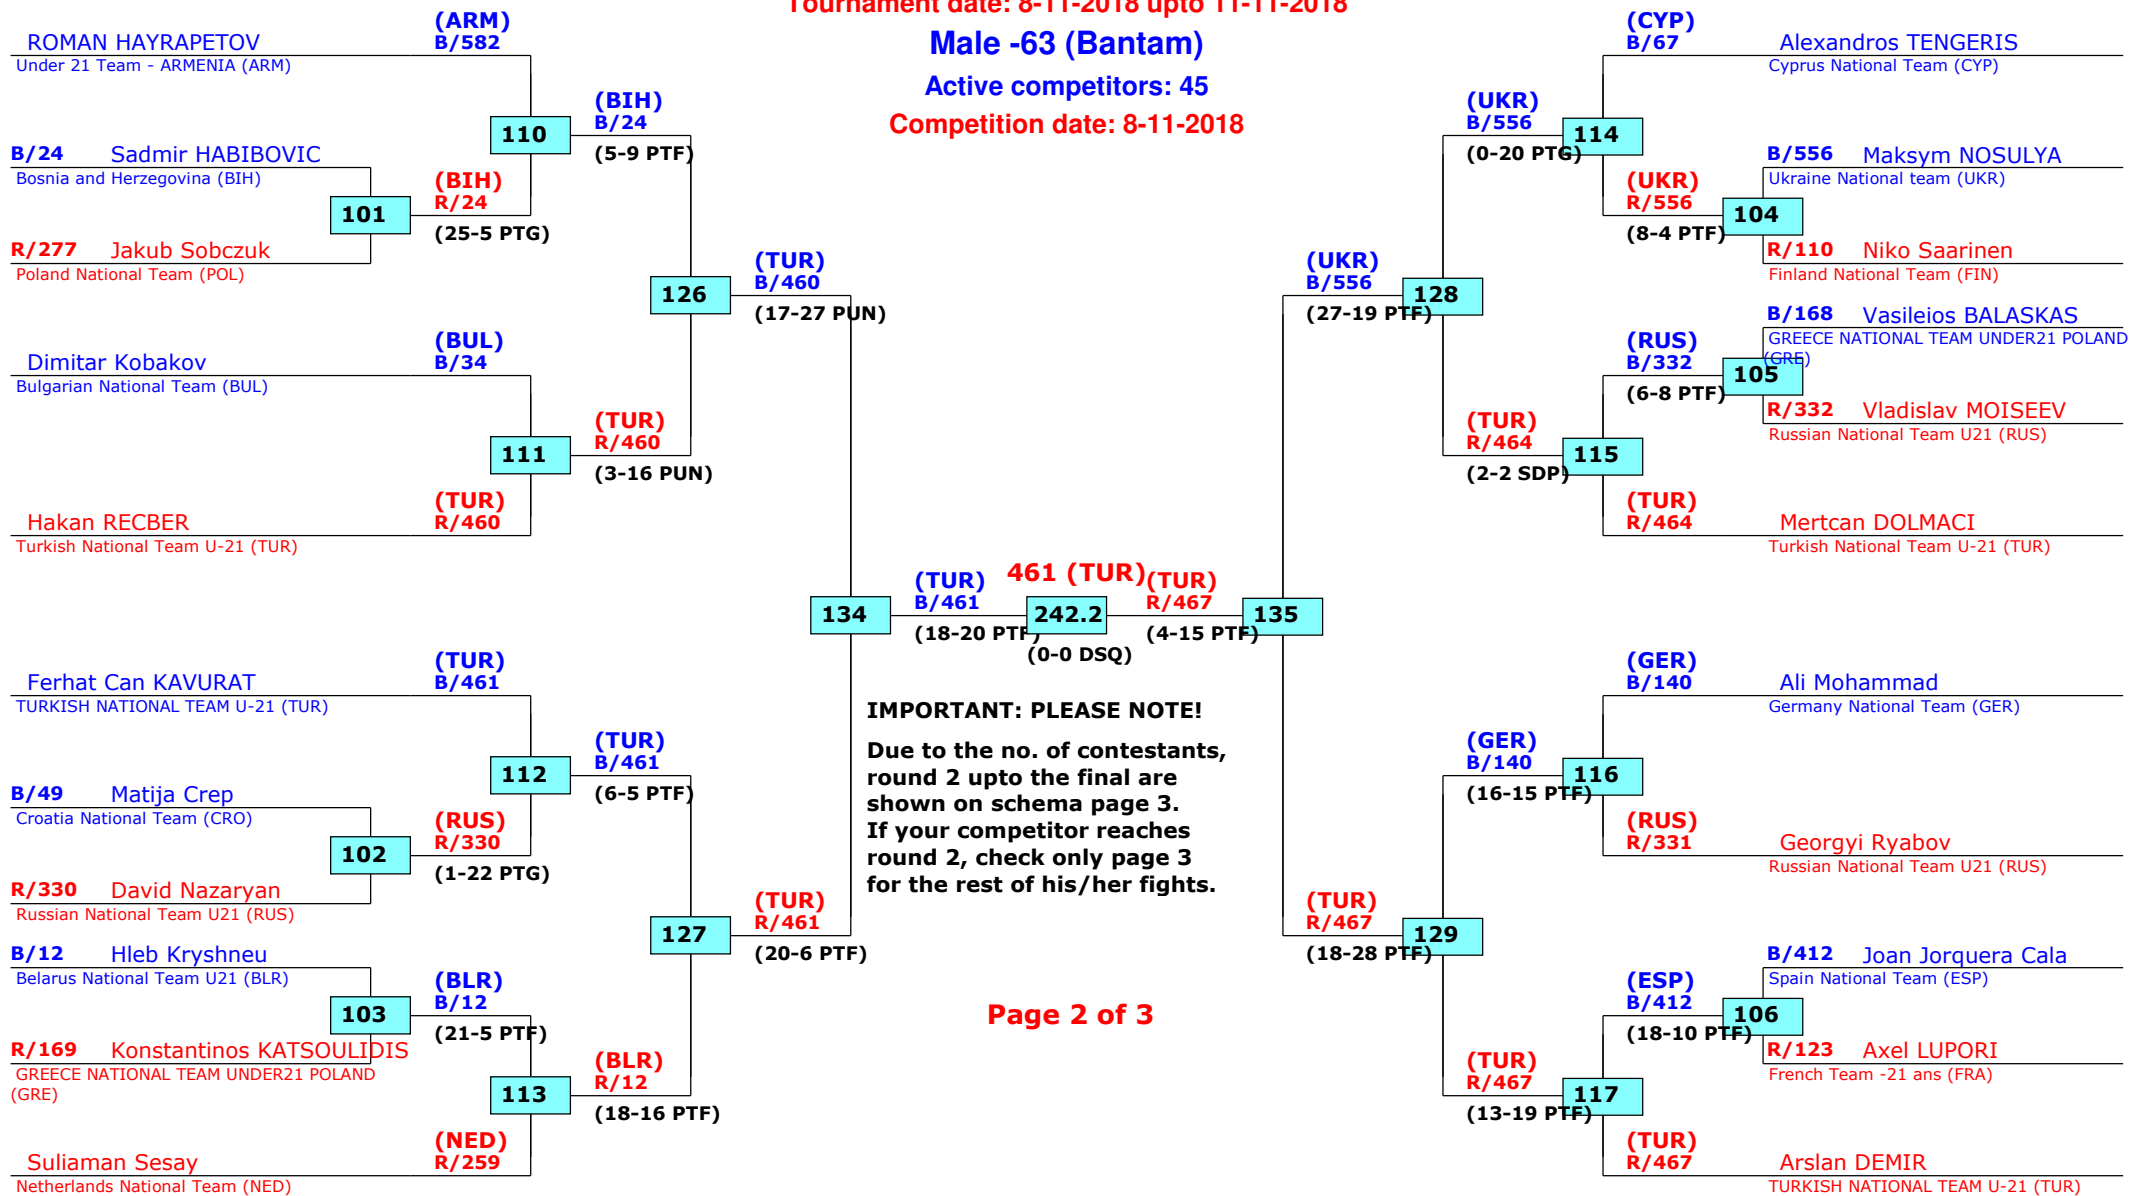 Tournament date: 8-11-2018 upto 11-11-2018
Male -63 (Bantam)
Active competitors: 45
Competition date: 8-11-2018
(ARM)
ROMAN HAYRAPETOV B/582
Under 21 Team - ARMENIA (ARM)
(BIH)
B/24
110
(5-9 PTF)
B/24 Sadmir HABIBOVIC
Bosnia and Herzegovina (BIH)
(BIH)
R/24
101
(25-5 PTG)
R/277 Jakub Sobczuk
Poland National Team (POL)
(TUR)
B/460
126
(17-27 PUN)
(BUL)
Dimitar Kobakov B/34
Bulgarian National Team (BUL)
(TUR)
R/460
111
(3-16 PUN)
(TUR)
Hakan RECBER R/460
Turkish National Team U-21 (TUR)
(TUR)
B/461
134
(18-20 PTF)
461 (TUR)
242.2
(0-0 DSQ)
(TUR)
R/467
135
(4-15 PTF)
(TUR)
Ferhat Can KAVURAT B/461
TURKISH NATIONAL TEAM U-21 (TUR)
(TUR)
B/461
112
(6-5 PTF)
B/49 Matija Crep
Croatia National Team (CRO)
(RUS)
R/330
102
(1-22 PTG)
R/330 David Nazaryan
Russian National Team U21 (RUS)
(TUR)
R/461
127
(20-6 PTF)
B/12 Hleb Kryshneu
Belarus National Team U21 (BLR)
(BLR)
B/12
103
(21-5 PTF)
R/169 Konstantinos KATSOULIDIS
GREECE NATIONAL TEAM UNDER21 POLAND
(GRE)
(BLR)
R/12
113
(18-16 PTF)
(NED)
Suliaman Sesay R/259
Netherlands National Team (NED)
IMPORTANT: PLEASE NOTE!
Due to the no. of contestants,
round 2 upto the final are
shown on schema page 3.
If your competitor reaches
round 2, check only page 3
for the rest of his/her fights.
Page 2 of 3
(CYP)
B/67 Alexandros TENGERIS
Cyprus National Team (CYP)
(UKR)
B/556
114
(0-20 PTG)
B/556 Maksym NOSULYA
Ukraine National team (UKR)
(UKR)
R/556
104
(8-4 PTF)
R/110 Niko Saarinen
Finland National Team (FIN)
(UKR)
B/556
128
(27-19 PTF)
B/168 Vasileios BALASKAS
GREECE NATIONAL TEAM UNDER21 POLAND
(GRE)
(RUS)
B/332
105
(6-8 PTF)
R/332 Vladislav MOISEEV
Russian National Team U21 (RUS)
(TUR)
R/464
115
(2-2 SDP)
(TUR)
R/464 Mertcan DOLMACI
Turkish National Team U-21 (TUR)
(GER)
B/140 Ali Mohammad
Germany National Team (GER)
(GER)
B/140
116
(16-15 PTF)
(RUS)
R/331 Georgyi Ryabov
Russian National Team U21 (RUS)
(TUR)
R/467
129
(18-28 PTF)
B/412 Joan Jorquera Cala
Spain National Team (ESP)
(ESP)
B/412
106
(18-10 PTF)
R/123 Axel LUPORI
French Team -21 ans (FRA)
(TUR)
R/467
117
(13-19 PTF)
(TUR)
R/467 Arslan DEMIR
TURKISH NATIONAL TEAM U-21 (TUR)